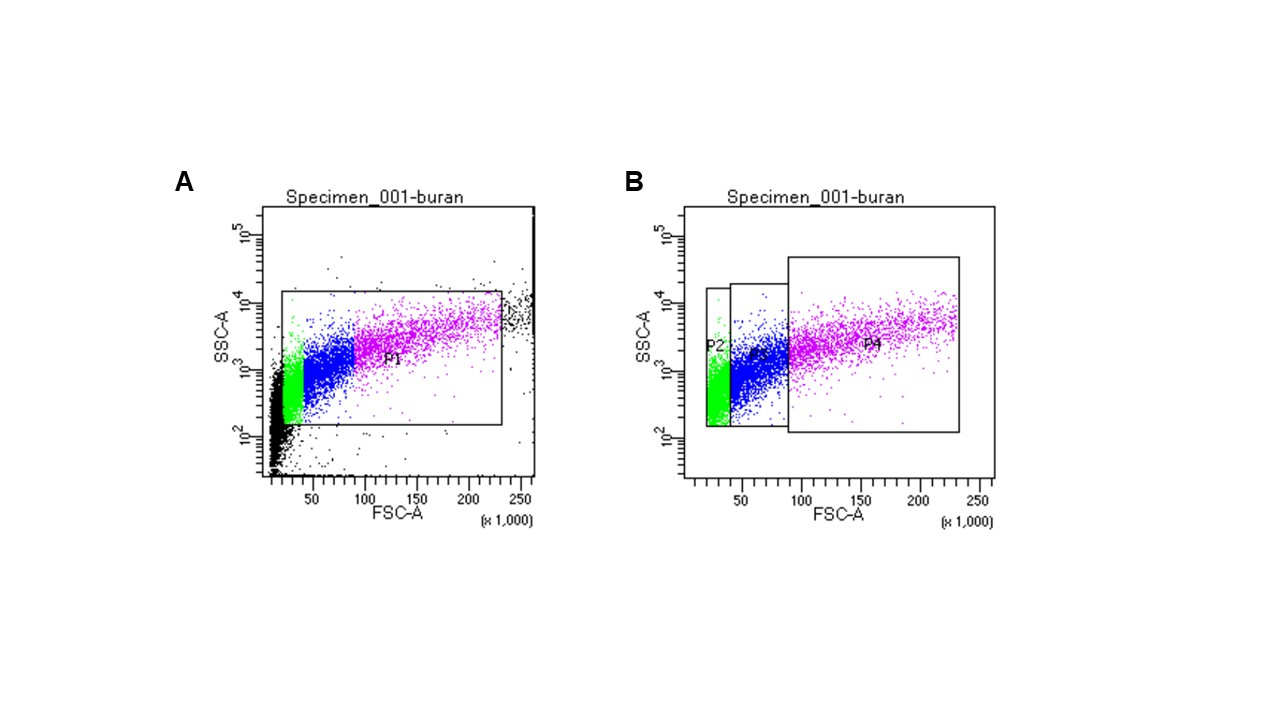 A
Specimen_001-buran
10^5
10^4
10^3
10^2
SSC-A
P1
50 100 150 200 250
FSC-A
(x 1,000)
B
Specimen_001-buran
10^5
10^4
10^3
10^2
SSC-A
P2
P4
50 100 150 200 250
FSC-A
(x 1,000)